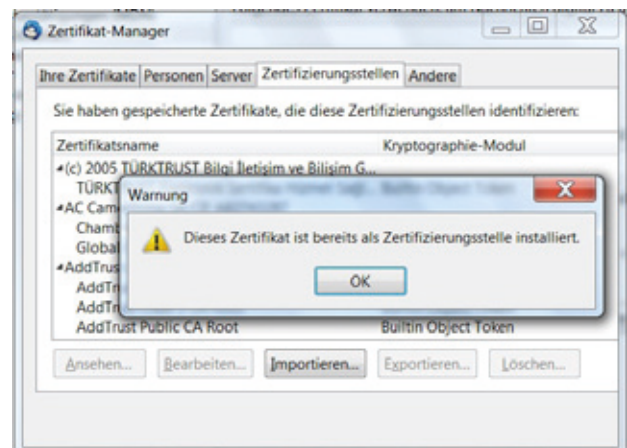 Zertifikat-Manager
Ihre Zertifikate Personen Server Zertifizierungsstellen Andere
Sie haben gespeicherte Zertifikate, die diese Zertifizierungsstellen identifizieren:
Zertifikatsname Kryptographie-Modul
(c) 2005 TÜRKTRUST Bilgi İletişim ve Bilişim G...
Warnung
Dieses Zertifikat ist bereits als Zertifizierungsstelle installiert.
OK
AddTrust Public CA Root Builtin Object Token
Ansehen... Bearbeiten... Importieren... Exportieren... Löschen...